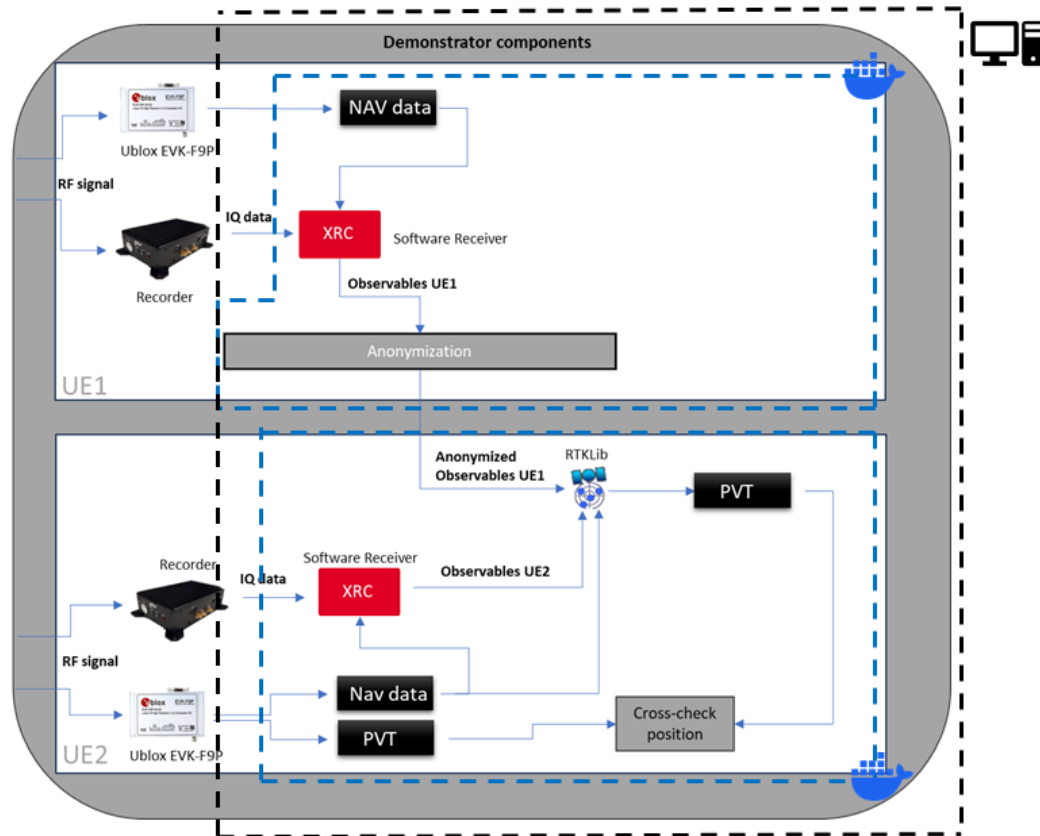 Demonstrator components
NAV data
Ublox EVK-F9P
RF signal
IQ data
XRC
Software Receiver
Recorder
Observables UE1
Anonymization
UE1
Anonymized
Observables UE1
RTKLib
PVT
Recorder
Software Receiver
IQ data
XRC
Observables UE2
RF signal
Nav data
Cross-check
position
PVT
UE2
Ublox EVK-F9P